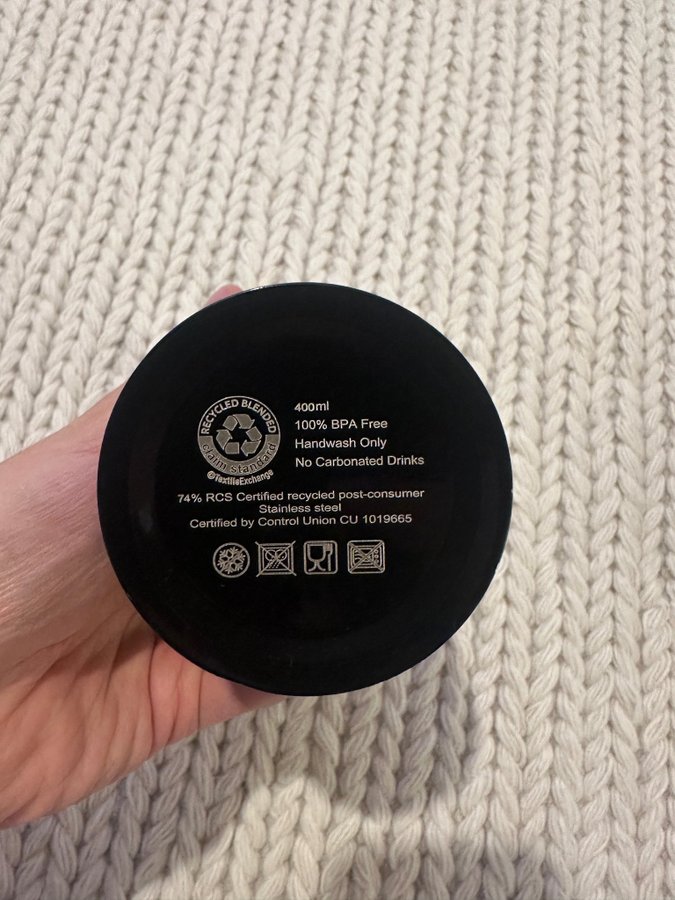 RECYCLED BLENDED
claim standard
@TextileExchange
400ml
100% BPA Free
Handwash Only
No Carbonated Drinks
74% RCS Certified recycled post-consumer
Stainless steel
Certified by Control Union CU 1019665